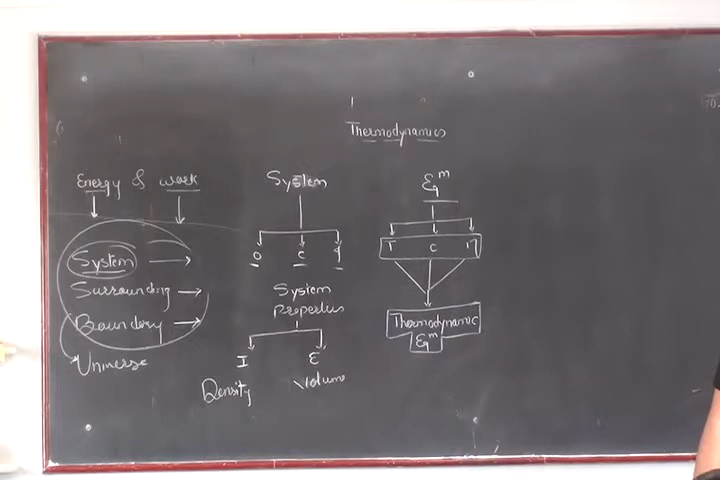 Thermodynamics
Energy & work
System
Surrounding
Boundary
Universe
System
O C I
System
Properties
I E
Density Volume
Eqm
T C M
Thermodynamic
Eqm